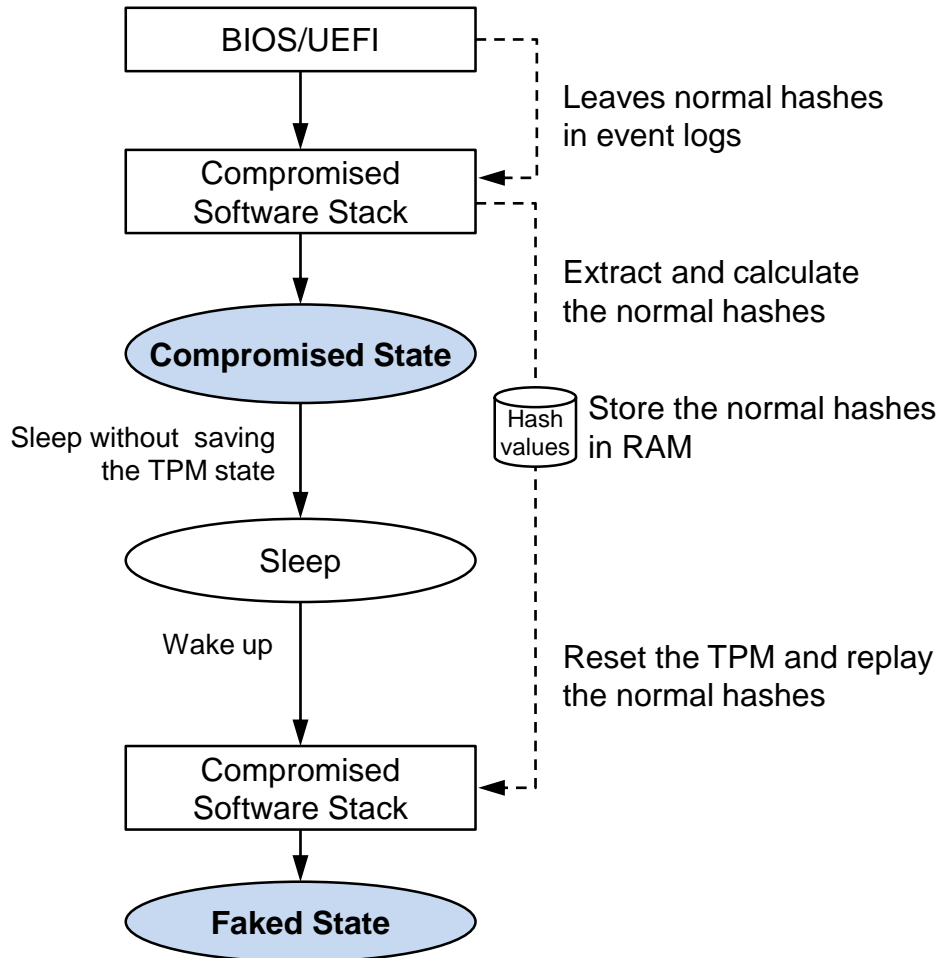 BIOS/UEFI
Leaves normal hashes
in event logs
Compromised
Software Stack
Extract and calculate
the normal hashes
Compromised State
Hash
values
Store the normal hashes
in RAM
Sleep without saving
the TPM state
Sleep
Wake up
Reset the TPM and replay
the normal hashes
Compromised
Software Stack
Faked State